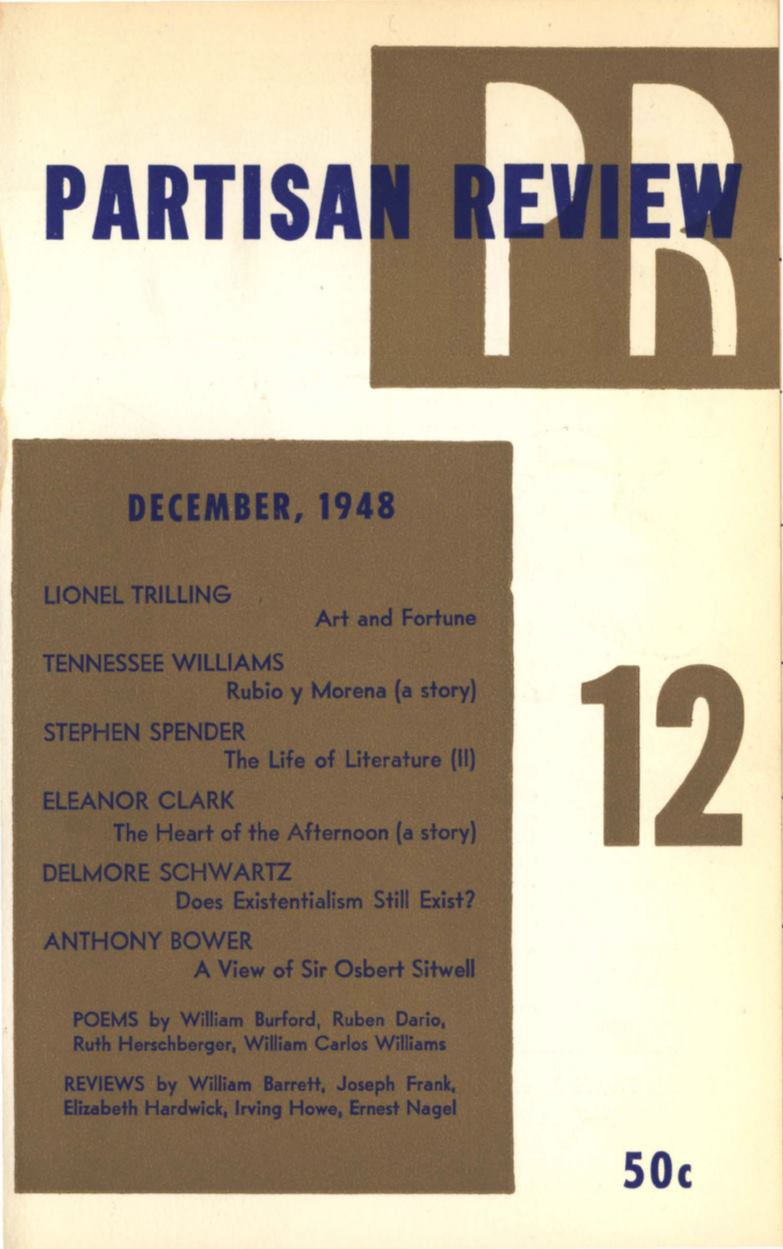 PR
PARTISAN REVIEW
DECEMBER, 1948
LIONEL TRILLING
Art and Fortune
TENNESSEE WILLIAMS
Rubio y Morena (a story)
STEPHEN SPENDER
The Life of Literature (II)
ELEANOR CLARK
The Heart of the Afternoon (a story)
DELMORE SCHWARTZ
Does Existentialism Still Exist?
ANTHONY BOWER
A View of Sir Osbert Sitwell
POEMS by William Burford, Ruben Dario,
Ruth Herschberger, William Carlos Williams
REVIEWS by William Barrett, Joseph Frank,
Elizabeth Hardwick, Irving Howe, Ernest Nagel
12
50c